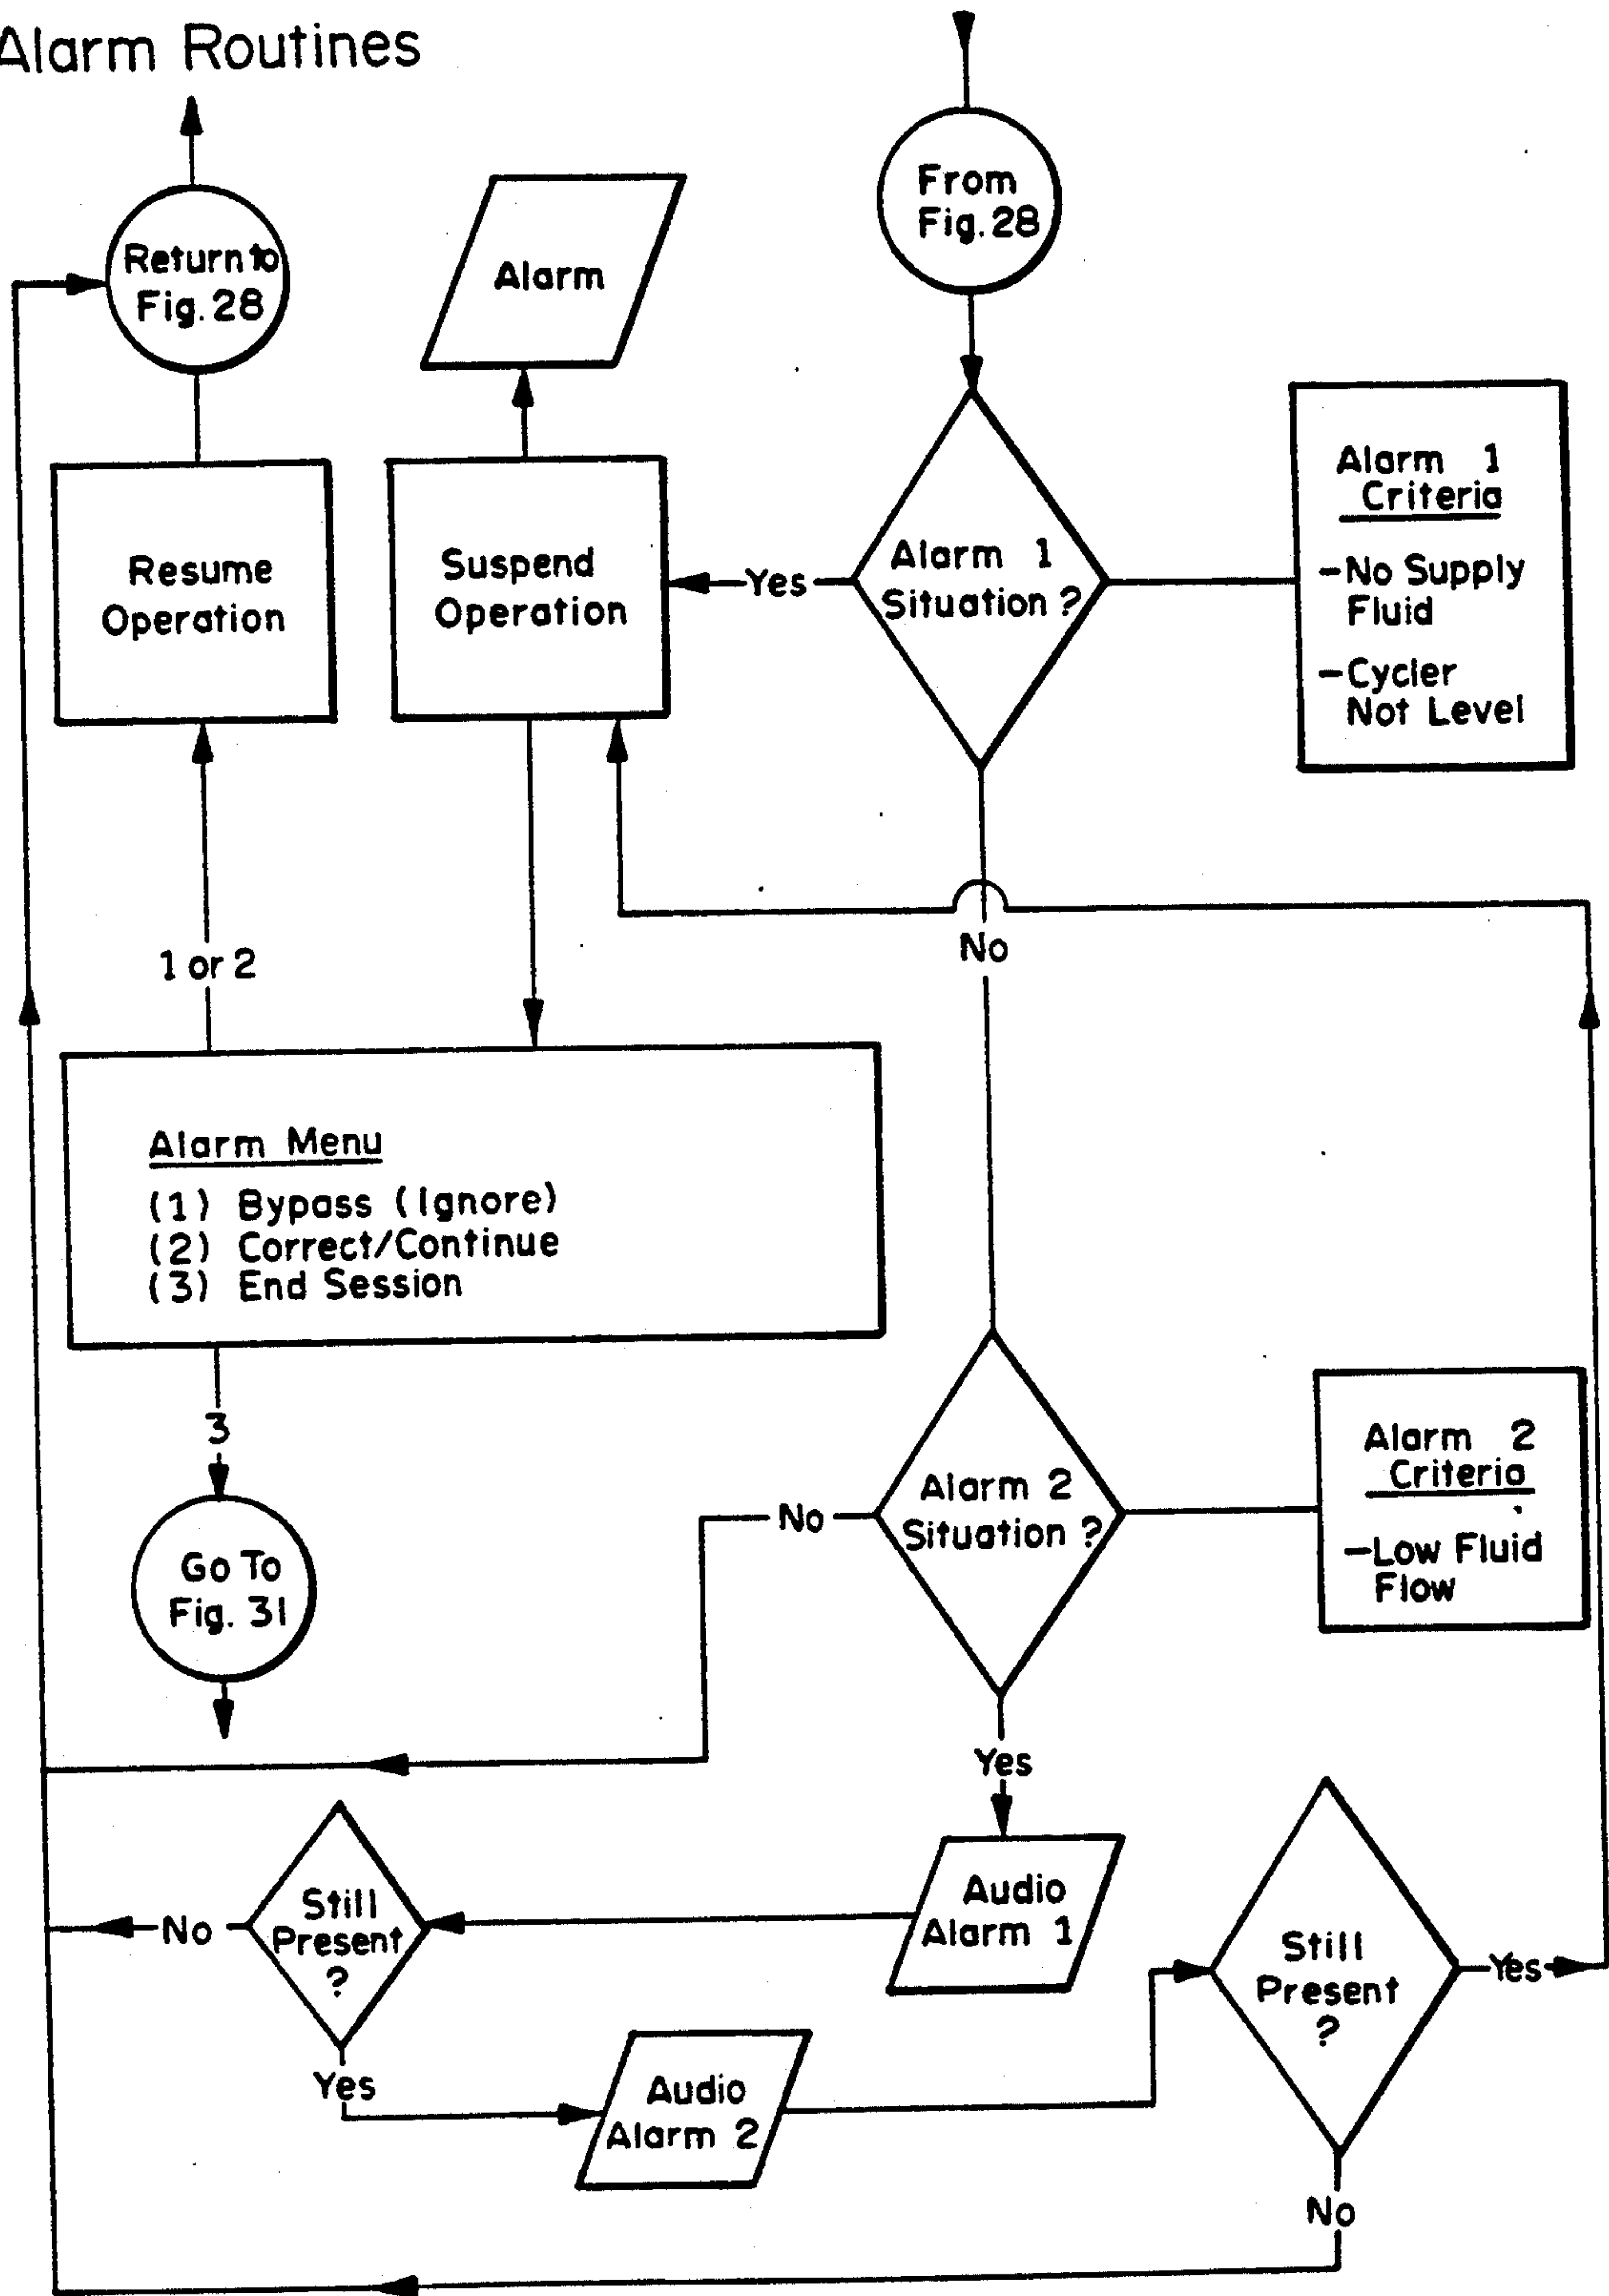 Alarm Routines
From
Fig. 28
Return to
Fig. 28
Alarm
Alarm 1
Criteria
-No Supply
Fluid
-Cycler
Not Level
Resume
Operation
Suspend
Operation
Yes
Alarm 1
Situation ?
No
1 or 2
Alarm Menu
(1) Bypass (Ignore)
(2) Correct/Continue
(3) End Session
3
Go To
Fig. 31
No
Alarm 2
Situation ?
Alarm 2
Criteria
-Low Fluid
Flow
Yes
Audio
Alarm 1
Still
Present
?
No
Yes
Audio
Alarm 2
Still
Present
?
Yes
No